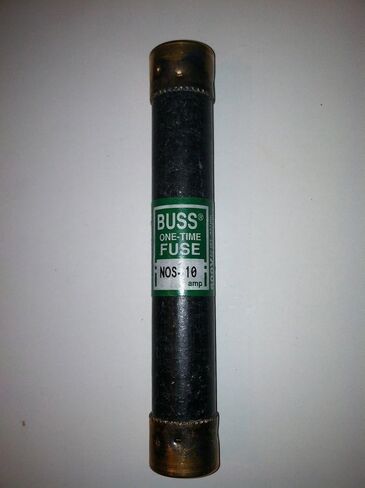 BUSS®
ONE-TIME
FUSE
NOS-10
amp